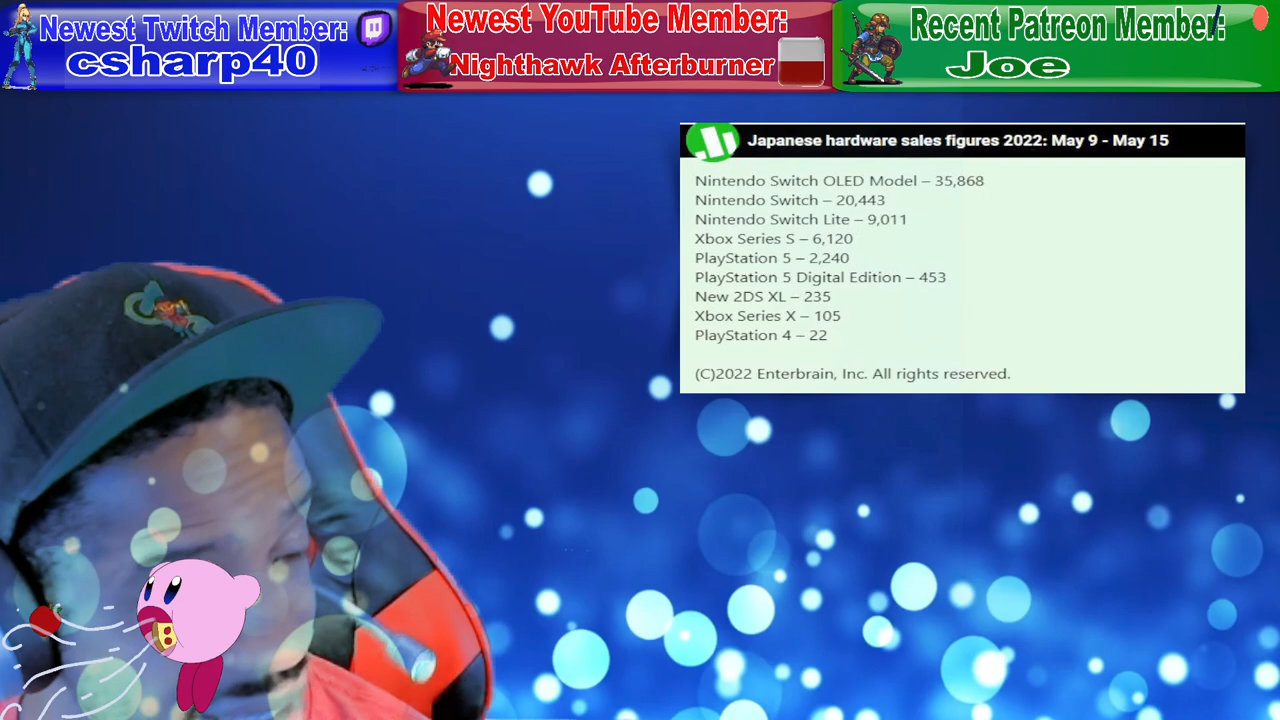 Newest Twitch Member:
csharp40
Newest YouTube Member:
Nighthawk Afterburner
Recent Patreon Member:
Joe
Japanese hardware sales figures 2022: May 9 - May 15
Nintendo Switch OLED Model – 35,868
Nintendo Switch – 20,443
Nintendo Switch Lite – 9,011
Xbox Series S – 6,120
PlayStation 5 – 2,240
PlayStation 5 Digital Edition – 453
New 2DS XL – 235
Xbox Series X – 105
PlayStation 4 – 22
(C)2022 Enterbrain, Inc. All rights reserved.